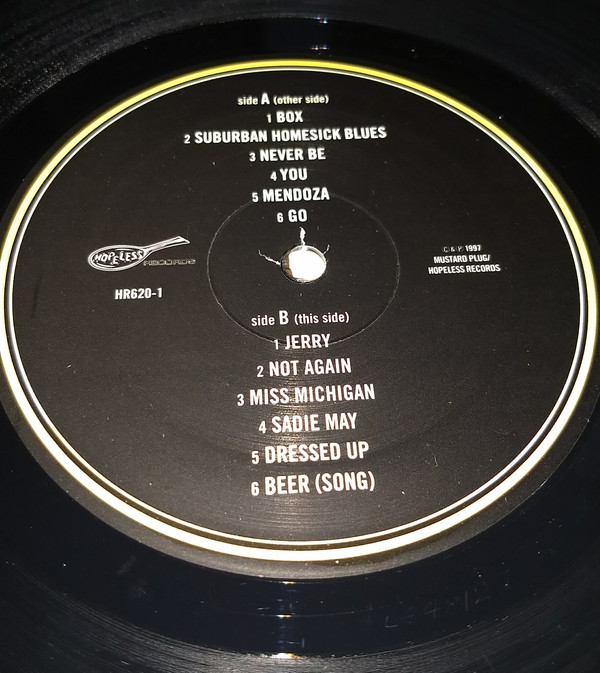 side A (other side)
1 BOX
2 SUBURBAN HOMESICK BLUES
3 NEVER BE
4 YOU
5 MENDOZA
6 GO
HOPELESS
RECORDS
HR620-1
© & ℗ 1997
MUSTARD PLUG/
HOPELESS RECORDS
side B (this side)
1 JERRY
2 NOT AGAIN
3 MISS MICHIGAN
4 SADIE MAY
5 DRESSED UP
6 BEER (SONG)